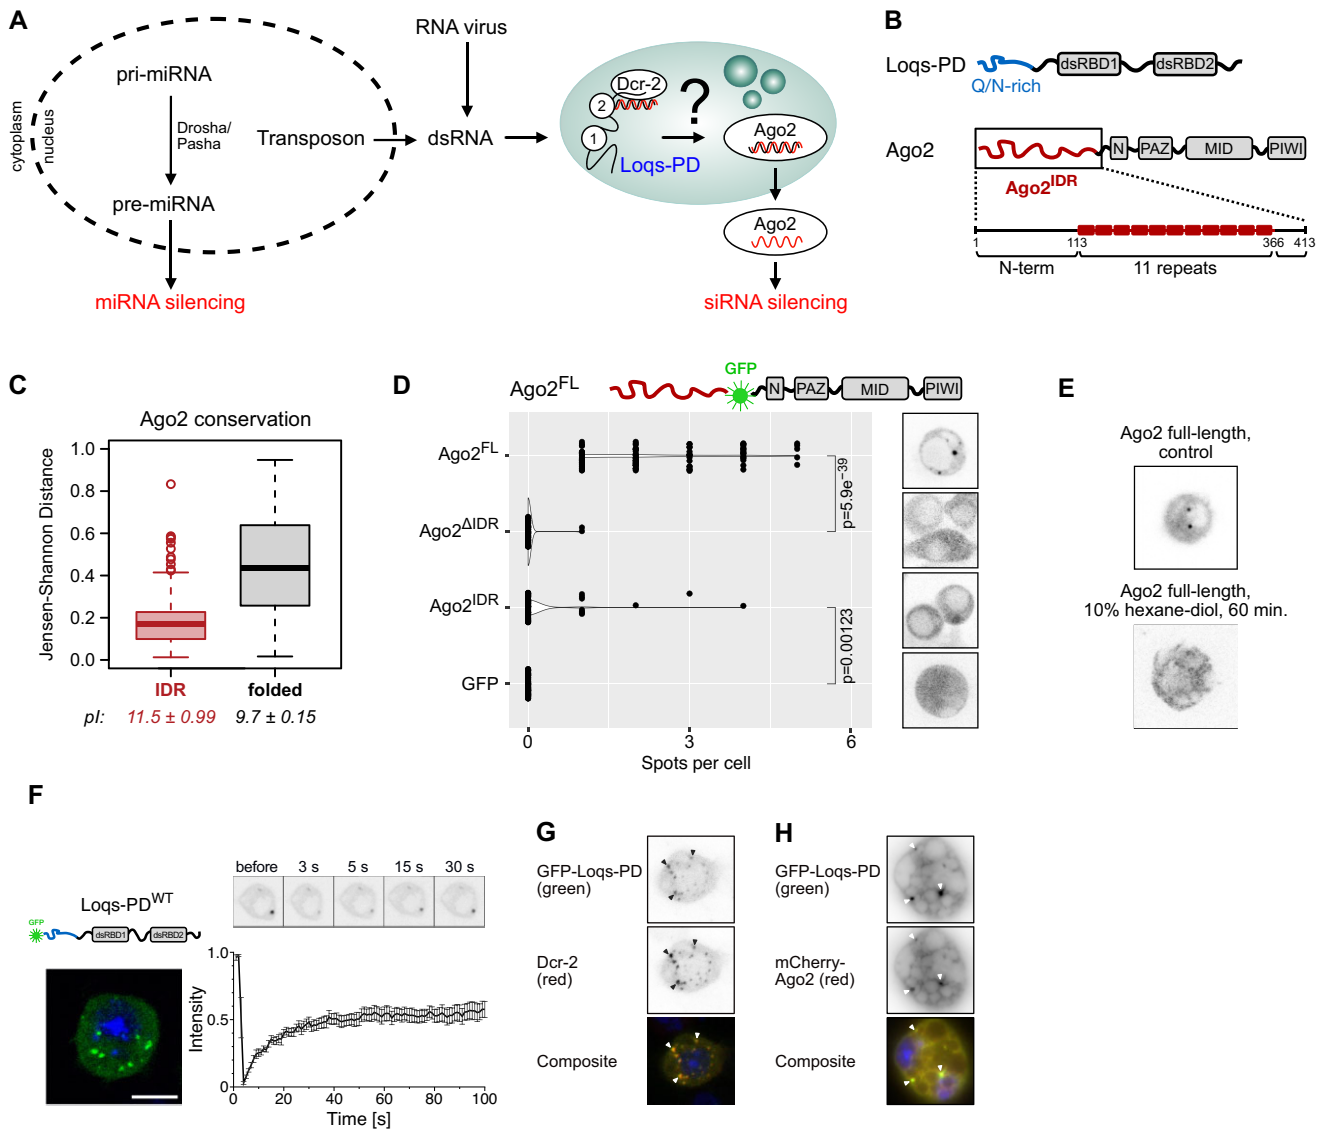 A
cytoplasm
nucleus
pri-miRNA
Drosha/
Pasha
pre-miRNA
miRNA silencing
Transposon
RNA virus
dsRNA
Dcr-2
2
1
Loqs-PD
?
Ago2
Ago2
siRNA silencing
B
Loqs-PD
Q/N-rich
dsRBD1
dsRBD2
Ago2
N
PAZ
MID
PIWI
Ago2IDR
1
113
366
413
N-term
11 repeats
C
Ago2 conservation
Jensen-Shannon Distance
1.0
0.8
0.6
0.4
0.2
0.0
IDR
folded
pI:
11.5 ± 0.99
9.7 ± 0.15
D
Ago2FL
GFP
N
PAZ
MID
PIWI
Ago2FL
Ago2ΔIDR
Ago2IDR
GFP
p=5.9e−39
p=0.00123
0
3
6
Spots per cell
E
Ago2 full-length,
control
Ago2 full-length,
10% hexane-diol, 60 min.
F
Loqs-PDWT
GFP
dsRBD1
dsRBD2
before
3 s
5 s
15 s
30 s
Intensity
1.0
0.5
0
0
20
40
60
80
100
Time [s]
G
GFP-Loqs-PD
(green)
Dcr-2
(red)
Composite
H
GFP-Loqs-PD
(green)
mCherry-
Ago2 (red)
Composite